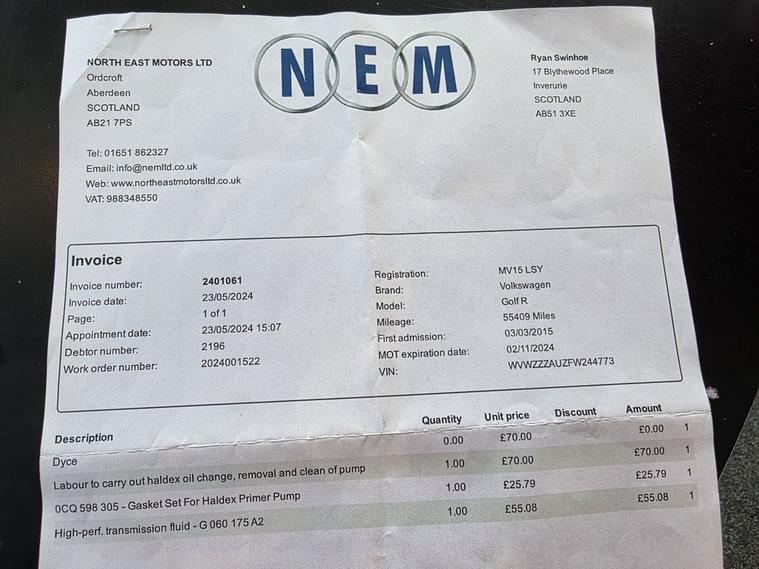 NORTH EAST MOTORS LTD
Ordcroft
Aberdeen
SCOTLAND
AB21 7PS
Tel: 01651 862327
Email: info@nemltd.co.uk
Web: www.northeastmotorsltd.co.uk
VAT: 988348550
NEM
Ryan Swinhoe
17 Blythewood Place
Inverurie
SCOTLAND
AB51 3XE
Invoice
Invoice number: 2401061
Invoice date: 23/05/2024
Page: 1 of 1
Appointment date: 23/05/2024 15:07
Debtor number: 2196
Work order number: 2024001522
Registration: MV15 LSY
Brand: Volkswagen
Model: Golf R
Mileage: 55409 Miles
First admission: 03/03/2015
MOT expiration date: 02/11/2024
VIN: WVWZZZAUZFW244773
Description Quantity Unit price Discount Amount
Dyce 0.00 £70.00 £0.00 1
Labour to carry out haldex oil change, removal and clean of pump 1.00 £70.00 £70.00 1
0CQ 598 305 - Gasket Set For Haldex Primer Pump 1.00 £25.79 £25.79 1
High-perf. transmission fluid - G 060 175 A2 1.00 £55.08 £55.08 1